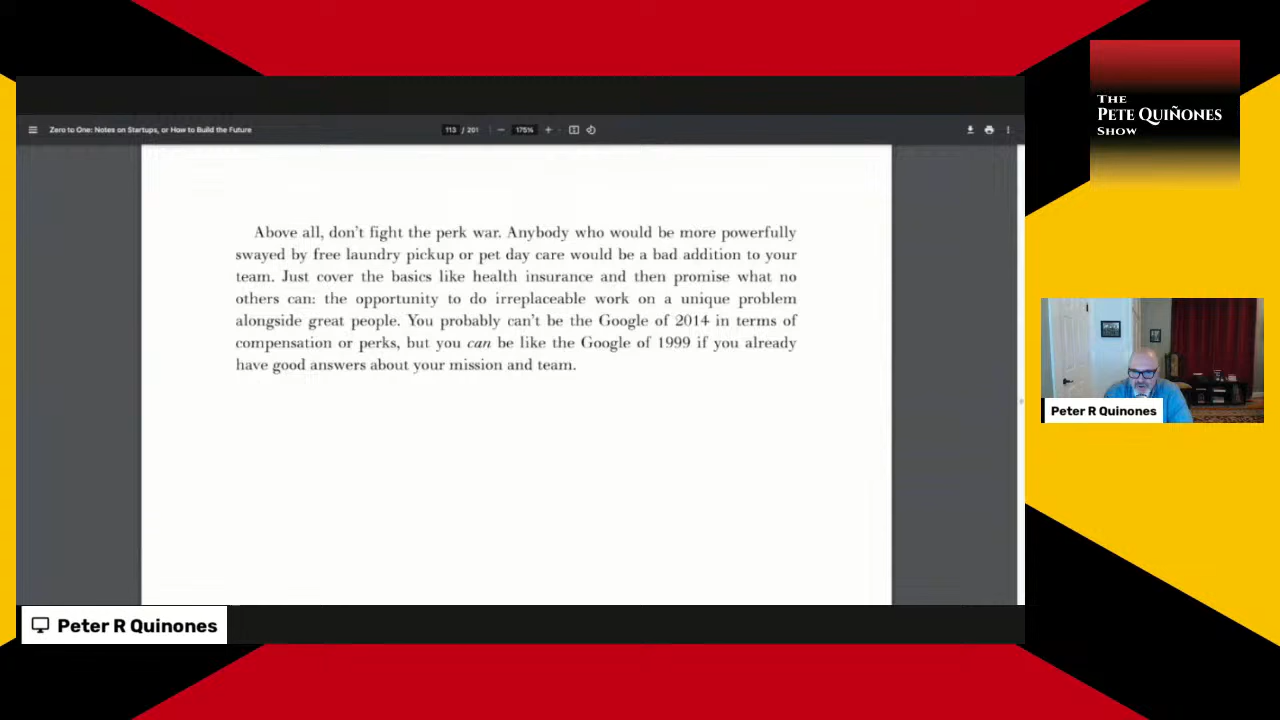 THE
PETE QUIÑONES
SHOW
Zero to One: Notes on Startups, or How to Build the Future
113 / 201
175%
Above all, don't fight the perk war. Anybody who would be more powerfully
swayed by free laundry pickup or pet day care would be a bad addition to your
team. Just cover the basics like health insurance and then promise what no
others can: the opportunity to do irreplaceable work on a unique problem
alongside great people. You probably can't be the Google of 2014 in terms of
compensation or perks, but you can be like the Google of 1999 if you already
have good answers about your mission and team.
Peter R Quinones
Peter R Quinones